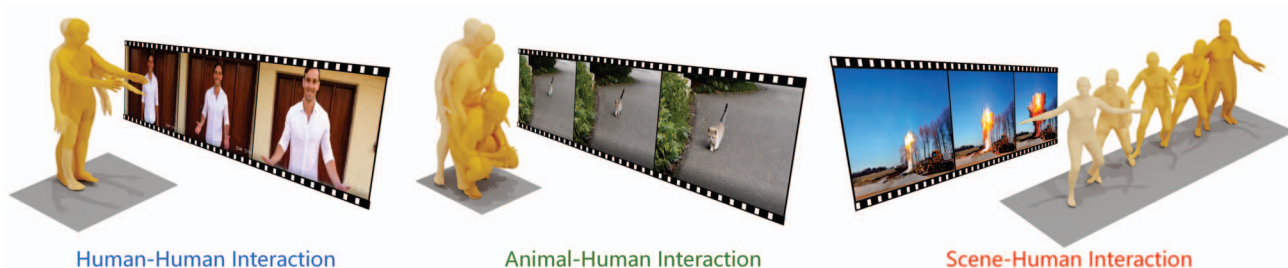 Human-Human Interaction
Animal-Human Interaction
Scene-Human Interaction